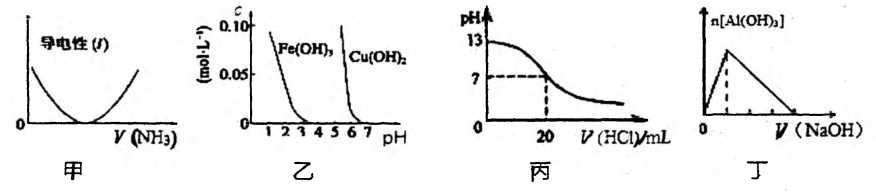 导电性(I)
0
V (NH₃)
甲
c
(mol·L⁻¹)
0.10
0.05
0
Fe(OH)₃
Cu(OH)₂
1 2 3 4 5 6 7
pH
乙
pH
13
7
0
20
V (HCl)/mL
丙
n[Al(OH)₃]
0
V (NaOH)
丁